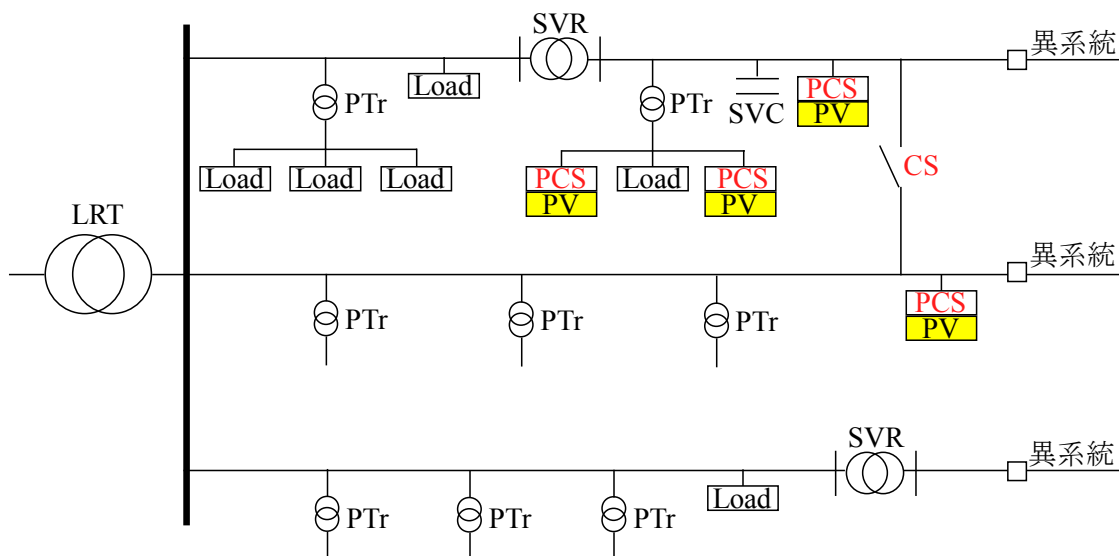 SVR
異系統
Load
PTr
PTr
SVC
PCS
PV
Load
Load
Load
PCS
PV
Load
PCS
PV
CS
LRT
異系統
PTr
PTr
PTr
PCS
PV
SVR
異系統
Load
PTr
PTr
PTr